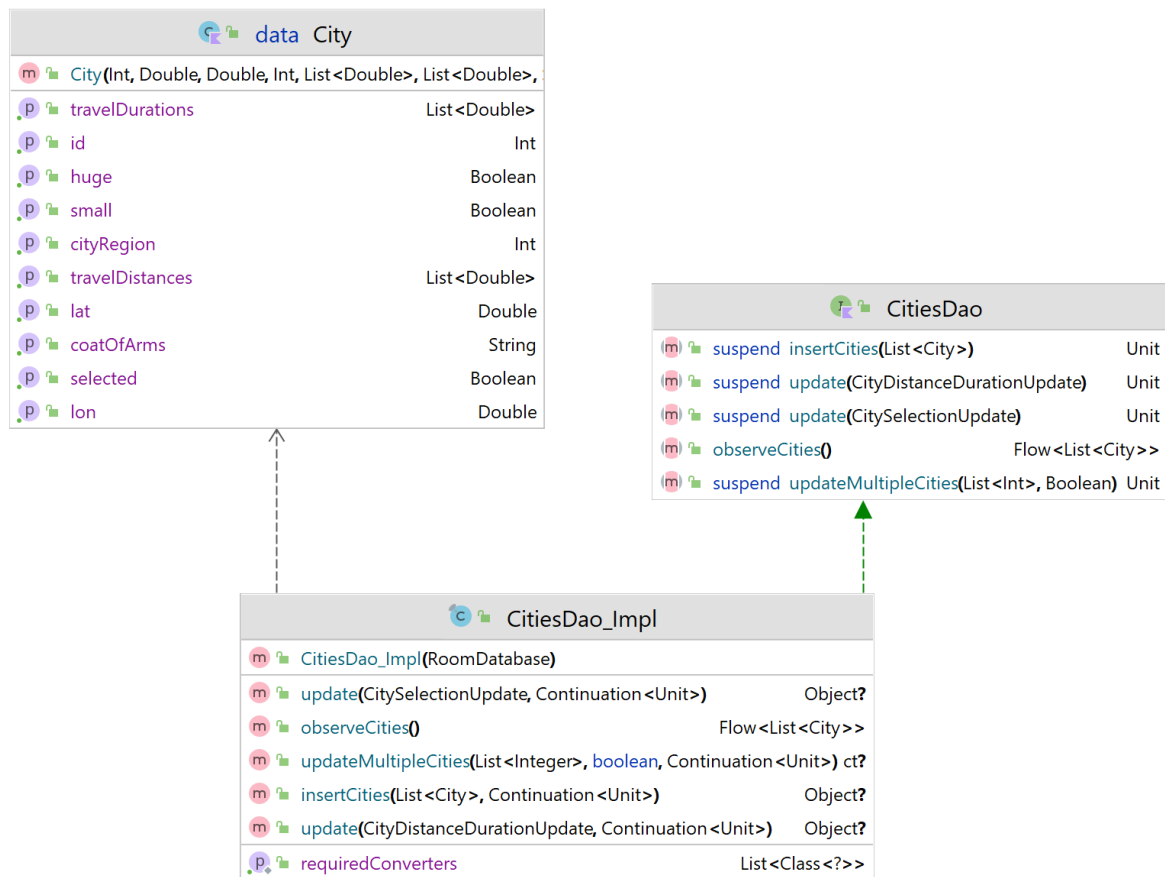 data City
City(Int, Double, Double, Int, List<Double>, List<Double>,
travelDurations List<Double>
id Int
huge Boolean
small Boolean
cityRegion Int
travelDistances List<Double>
lat Double
coatOfArms String
selected Boolean
lon Double
CitiesDao
suspend insertCities(List<City>) Unit
suspend update(CityDistanceDurationUpdate) Unit
suspend update(CitySelectionUpdate) Unit
observeCities() Flow<List<City>>
suspend updateMultipleCities(List<Int>, Boolean) Unit
CitiesDao_Impl
CitiesDao_Impl(RoomDatabase)
update(CitySelectionUpdate, Continuation<Unit>) Object?
observeCities() Flow<List<City>>
updateMultipleCities(List<Integer>, boolean, Continuation<Unit>) ct?
insertCities(List<City>, Continuation<Unit>) Object?
update(CityDistanceDurationUpdate, Continuation<Unit>) Object?
requiredConverters List<Class<?>>